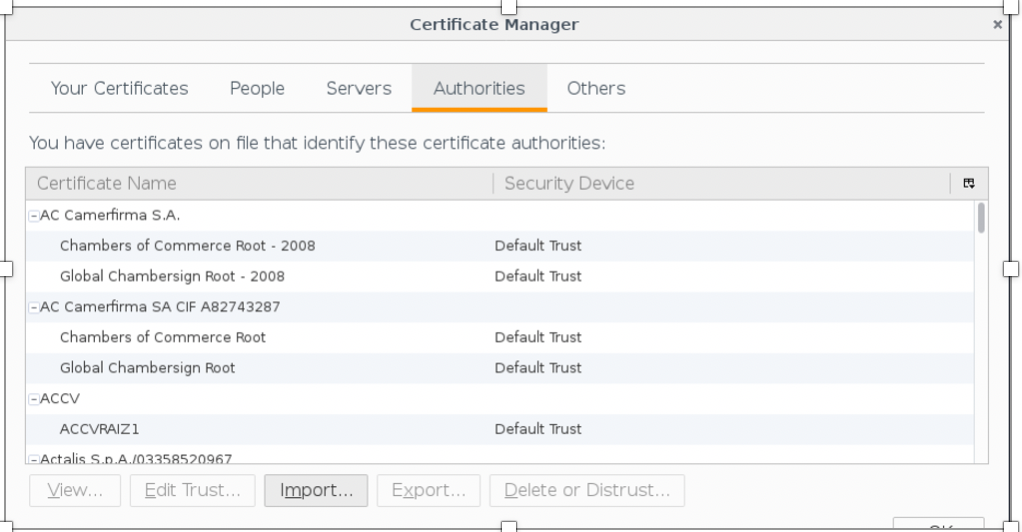 Certificate Manager ×
Your Certificates People Servers Authorities Others
You have certificates on file that identify these certificate authorities:
Certificate Name Security Device
AC Camerfirma S.A.
Chambers of Commerce Root - 2008 Default Trust
Global Chambersign Root - 2008 Default Trust
AC Camerfirma SA CIF A82743287
Chambers of Commerce Root Default Trust
Global Chambersign Root Default Trust
ACCV
ACCVRAIZ1 Default Trust
Actalis S.p.A./03358520967
View... Edit Trust... Import... Export... Delete or Distrust...
OK